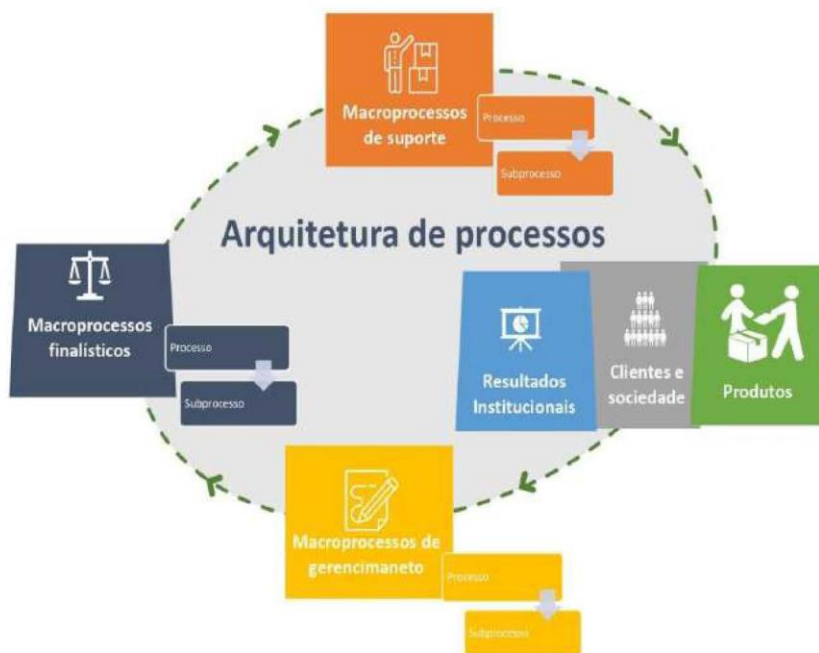 Macroprocessos
de suporte
Processo
Subprocesso
Arquitetura de processos
Macroprocessos
finalísticos
Processo
Subprocesso
Resultados
Institucionais
Clientes e
sociedade
Produtos
Macroprocessos de
gerencimaneto
Processo
Subprocesso